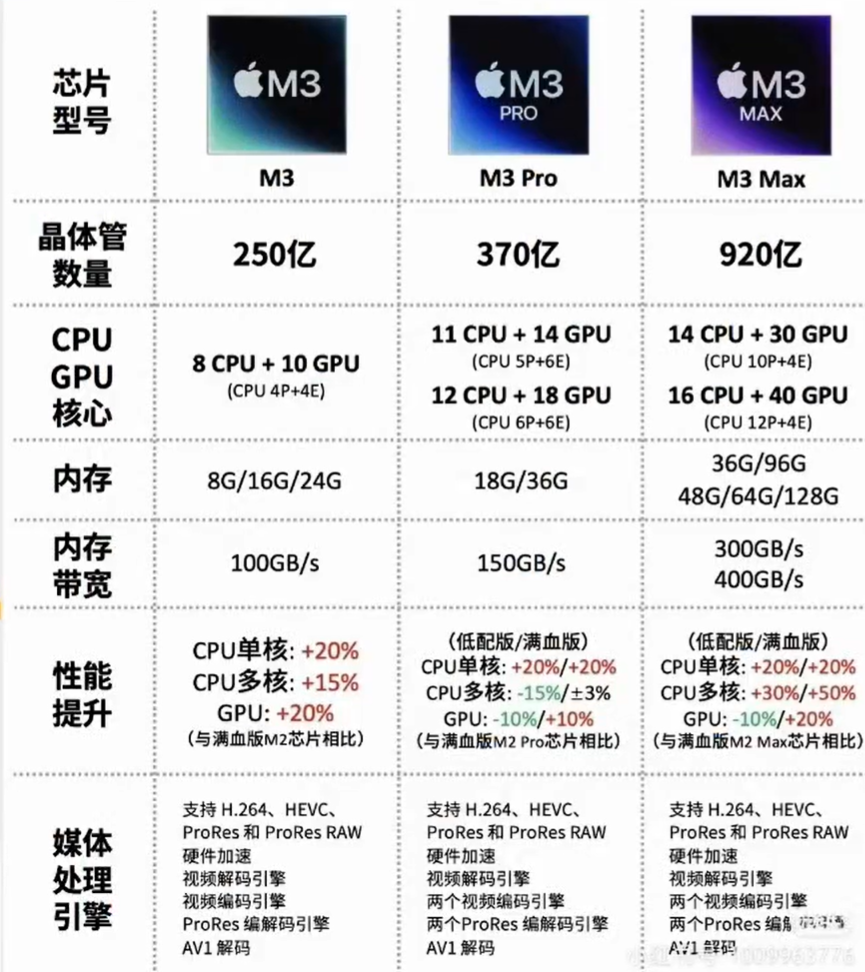 芯片
型号
M3
M3
PRO
M3
MAX
M3
M3 Pro
M3 Max
晶体管
数量
250亿
370亿
920亿
CPU
GPU
核心
8 CPU + 10 GPU
(CPU 4P+4E)
11 CPU + 14 GPU
(CPU 5P+6E)
12 CPU + 18 GPU
(CPU 6P+6E)
14 CPU + 30 GPU
(CPU 10P+4E)
16 CPU + 40 GPU
(CPU 12P+4E)
内存
8G/16G/24G
18G/36G
36G/96G
48G/64G/128G
内存
带宽
100GB/s
150GB/s
300GB/s
400GB/s
性能
提升
CPU单核: +20%
CPU多核: +15%
GPU: +20%
（与满血版M2芯片相比）
（低配版/满血版）
CPU单核: +20%/+20%
CPU多核: -15%/±3%
GPU: -10%/+10%
（与满血版M2 Pro芯片相比）
（低配版/满血版）
CPU单核: +20%/+20%
CPU多核: +30%/+50%
GPU: -10%/+20%
（与满血版M2 Max芯片相比）
媒体
处理
引擎
支持 H.264、HEVC、
ProRes 和 ProRes RAW
硬件加速
视频解码引擎
视频编码引擎
ProRes 编解码引擎
AV1 解码
支持 H.264、HEVC、
ProRes 和 ProRes RAW
硬件加速
视频解码引擎
两个视频编码引擎
两个ProRes 编解码引擎
AV1 解码
支持 H.264、HEVC、
ProRes 和 ProRes RAW
硬件加速
视频解码引擎
两个视频编码引擎
两个ProRes 编
AV1 解码